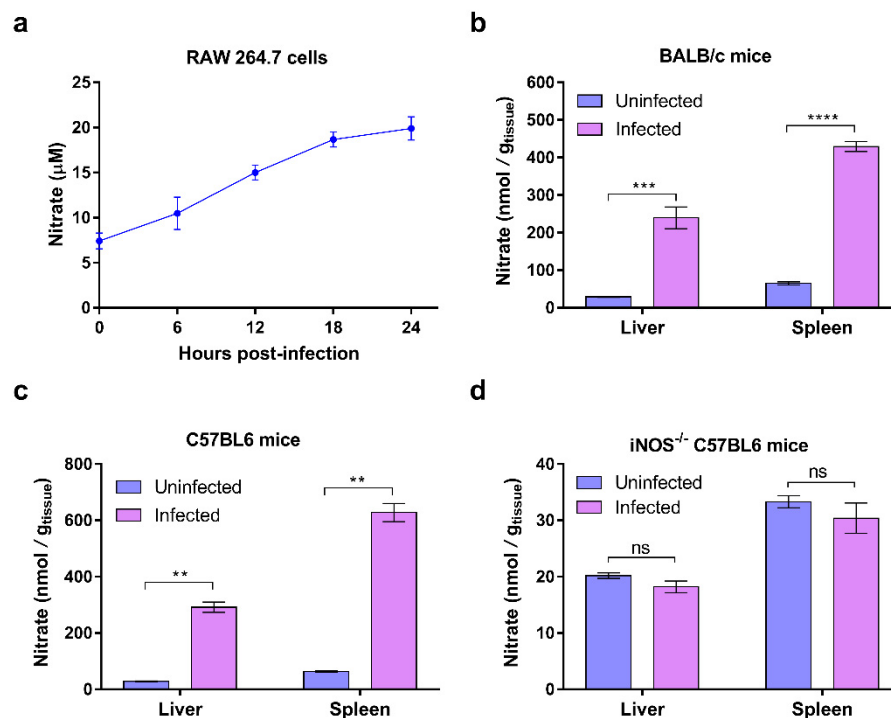 a
RAW 264.7 cells
25
20
15
10
5
0
Nitrate (μM)
0 6 12 18 24
Hours post-infection
b
BALB/c mice
600
500
400
300
200
100
0
Nitrate (nmol / gtissue)
Uninfected
Infected
***
****
Liver Spleen
c
C57BL6 mice
800
600
400
200
0
Nitrate (nmol / gtissue)
Uninfected
Infected
**
**
Liver Spleen
d
iNOS-/- C57BL6 mice
40
30
20
10
0
Nitrate (nmol / gtissue)
Uninfected
Infected
ns
ns
Liver Spleen